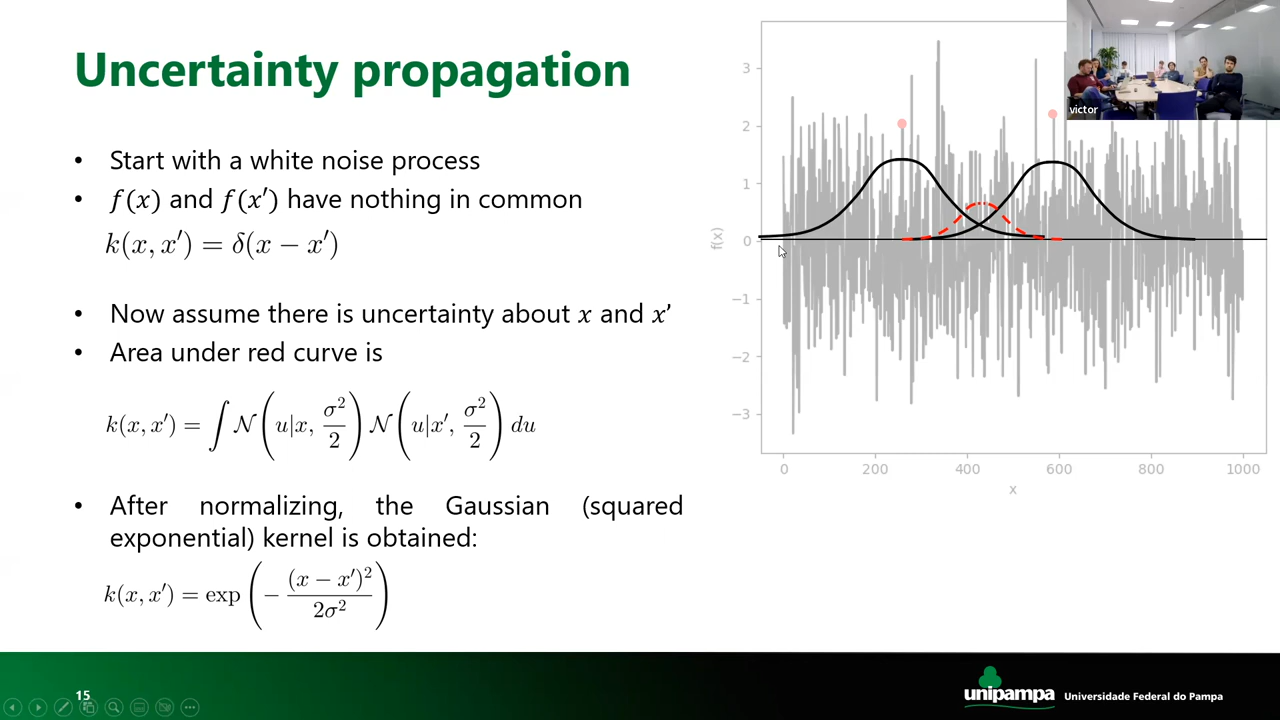 Uncertainty propagation
• Start with a white noise process
• f(x) and f(x′) have nothing in common
k(x, x′) = δ(x − x′)
• Now assume there is uncertainty about x and x’
• Area under red curve is
k(x, x′) = ∫ 𝒩(u|x, σ²/2) 𝒩(u|x′, σ²/2) du
• After normalizing, the Gaussian (squared
exponential) kernel is obtained:
k(x, x′) = exp(− (x − x′)²/2σ²)
3
2
1
0
−1
−2
−3
f(x)
0 200 400 600 800 1000
x
victor
15
unipampa
Universidade Federal do Pampa